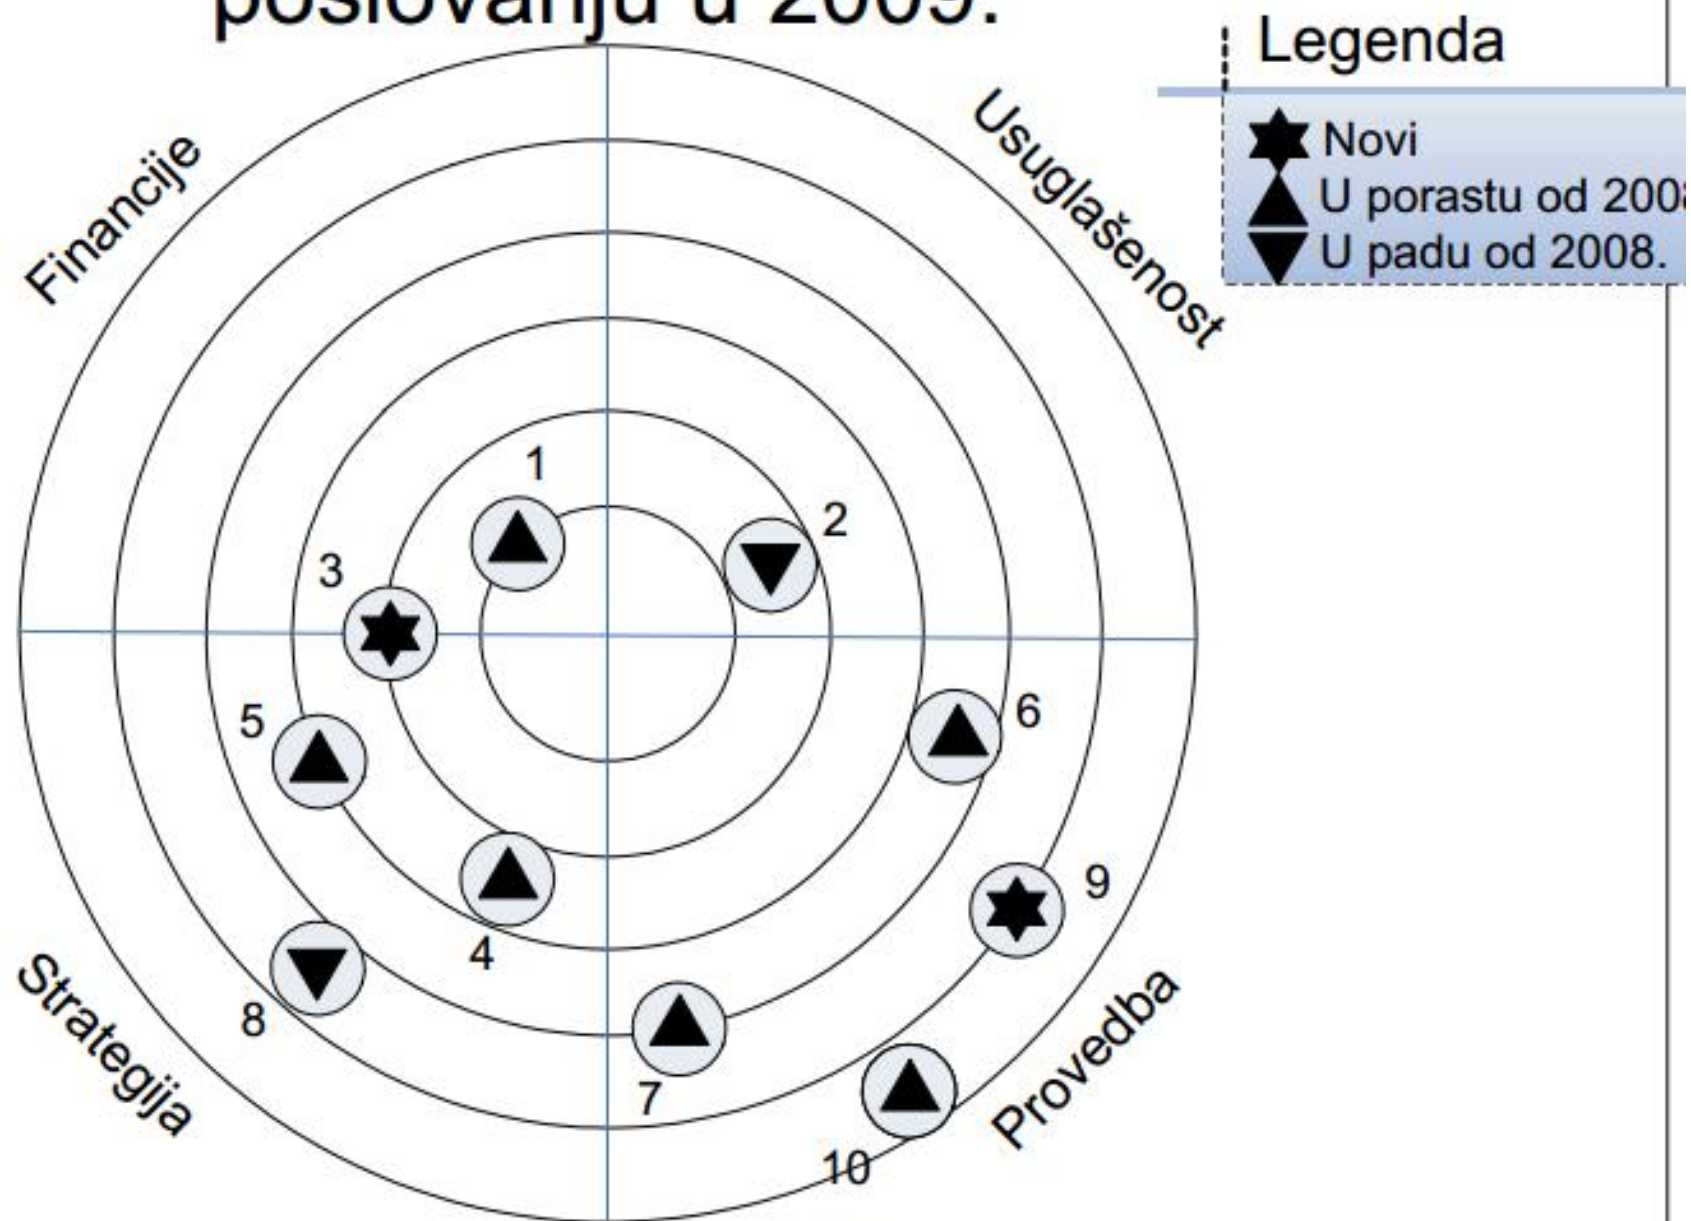 poslovanju u 2009.
Legenda
Novi
U porastu od 2008
U padu od 2008.
Financije
Usuglašenost
1
2
3
5
6
4
9
8
7
10
Strategija
Provedba